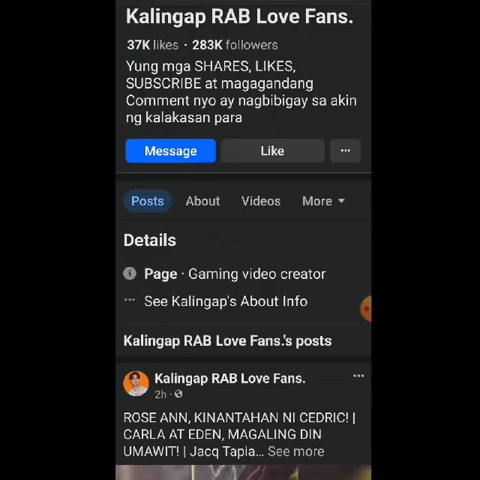 Kalingap RAB Love Fans.
37K likes · 283K followers
Yung mga SHARES, LIKES,
SUBSCRIBE at magagandang
Comment nyo ay nagbibigay sa akin
ng kalakasan para
Message
Like
...
Posts
About
Videos
More
Details
Page · Gaming video creator
See Kalingap's About Info
Kalingap RAB Love Fans.'s posts
Kalingap RAB Love Fans.
2h ·
ROSE ANN, KINANTAHAN NI CEDRIC! |
CARLA AT EDEN, MAGALING DIN
UMAWIT! | Jacq Tapia... See more